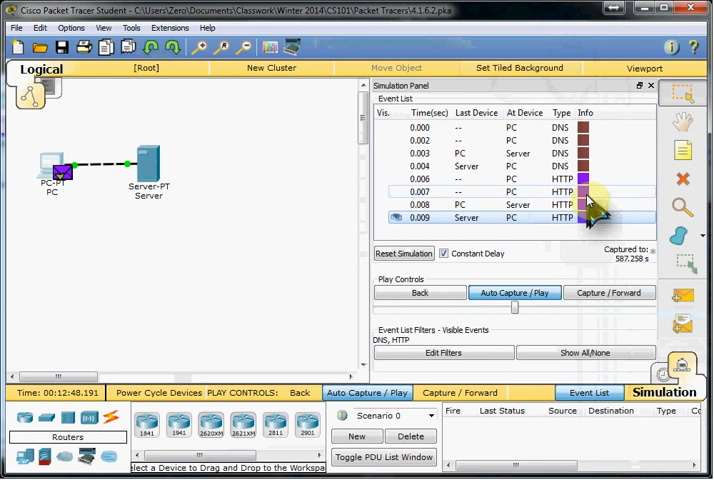 Cisco Packet Tracer Student - C:\Users\Zero\Documents\Classwork\Winter 2014\CS101\Packet Tracers\4.1.6.2.pka
File Edit Options View Tools Extensions Help
Logical [Root] New Cluster Move Object Set Tiled Background Viewport
Simulation Panel
Event List
Vis. Time(sec) Last Device At Device Type Info
0.000 -- PC DNS
0.002 -- PC DNS
0.003 PC Server DNS
0.004 Server PC DNS
0.006 -- PC HTTP
0.007 -- PC HTTP
0.008 PC Server HTTP
0.009 Server PC HTTP
PC-PT
PC
Server-PT
Server
Reset Simulation Constant Delay
Captured to: *
587.258 s
Play Controls
Back Auto Capture / Play Capture / Forward
Event List Filters - Visible Events
DNS, HTTP
Edit Filters Show All/None
Time: 00:12:48.191 Power Cycle Devices PLAY CONTROLS: Back Auto Capture / Play Capture / Forward Event List Simulation
Routers
1841 1941 2620XM 2621XM 2811 2901
Select a Device to Drag and Drop to the Workspa
Scenario 0
New Delete
Toggle PDU List Window
Fire Last Status Source Destination Type Co